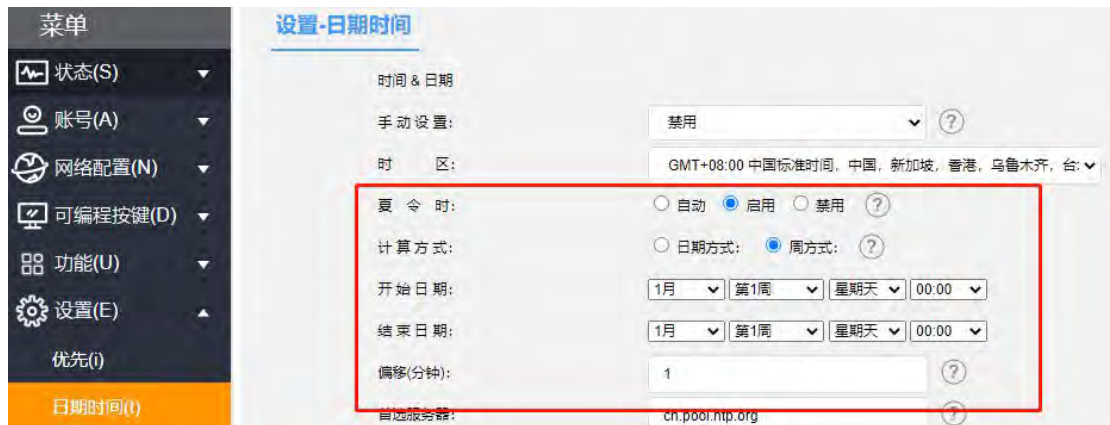 菜单
状态(S)
账号(A)
网络配置(N)
可编程按键(D)
功能(U)
设置(E)
优先(i)
日期时间(t)
设置-日期时间
时间 & 日期
手动设置: 禁用 ?
时 区: GMT+08:00 中国标准时间, 中国, 新加坡, 香港, 乌鲁木齐, 台
夏 令 时: 自动 启用 禁用 ?
计算方式: 日期方式: 周方式: ?
开始日期: 1月 第1周 星期天 00:00
结束日期: 1月 第1周 星期天 00:00
偏移(分钟): 1 ?
首选服务器: cn.pool.ntp.org ?